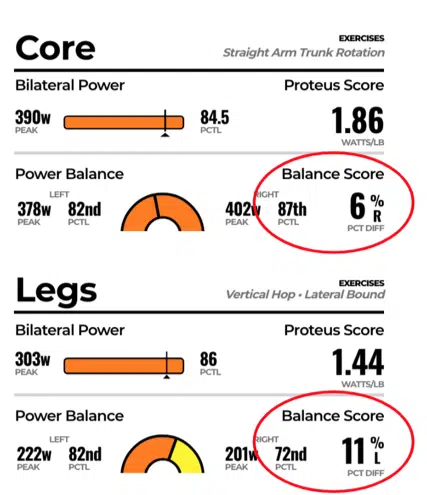 Core
EXERCISES
Straight Arm Trunk Rotation
Bilateral Power
Proteus Score
390w
PEAK
84.5
PCTL
1.86
WATTS/LB
Power Balance
Balance Score
LEFT
378w 82nd
PEAK PCTL
RIGHT
402w 87th
PEAK PCTL
6 % R
PCT DIFF
Legs
EXERCISES
Vertical Hop • Lateral Bound
Bilateral Power
Proteus Score
303w
PEAK
86
PCTL
1.44
WATTS/LB
Power Balance
Balance Score
LEFT
222w 82nd
PEAK PCTL
RIGHT
201w 72nd
PEAK PCTL
11 % L
PCT DIFF